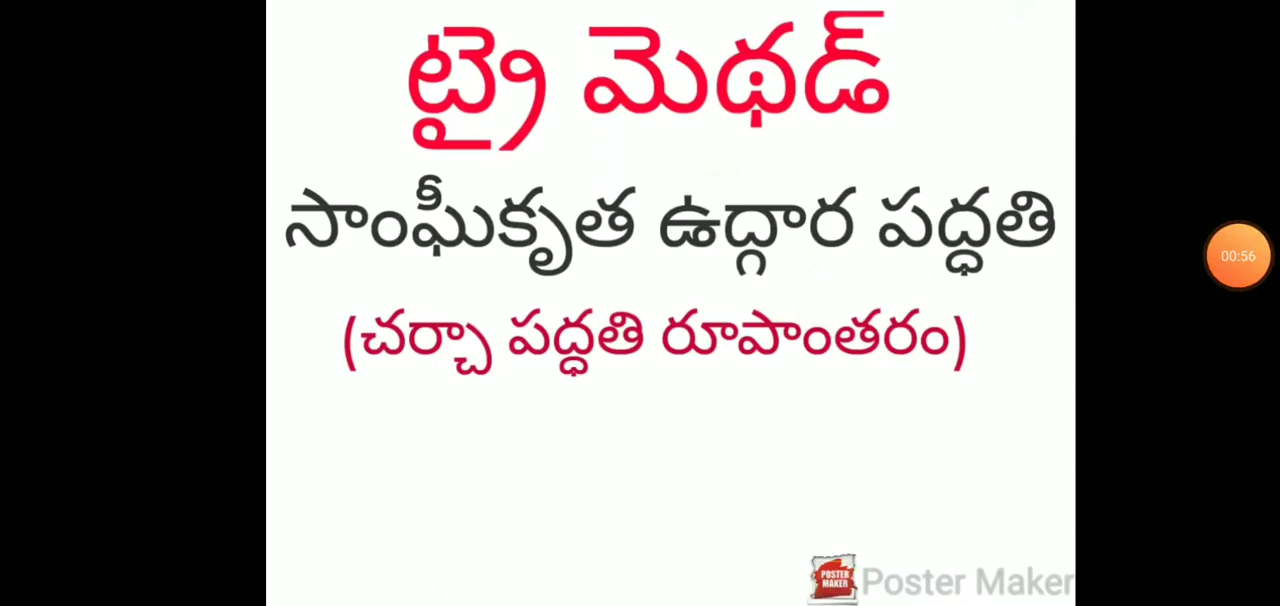 ట్రై మెథడ్
సాంఘీకృత ఉద్గార పద్ధతి
(చర్చా పద్ధతి రూపాంతరం)
00:56
POSTER
MAKER
Poster Maker